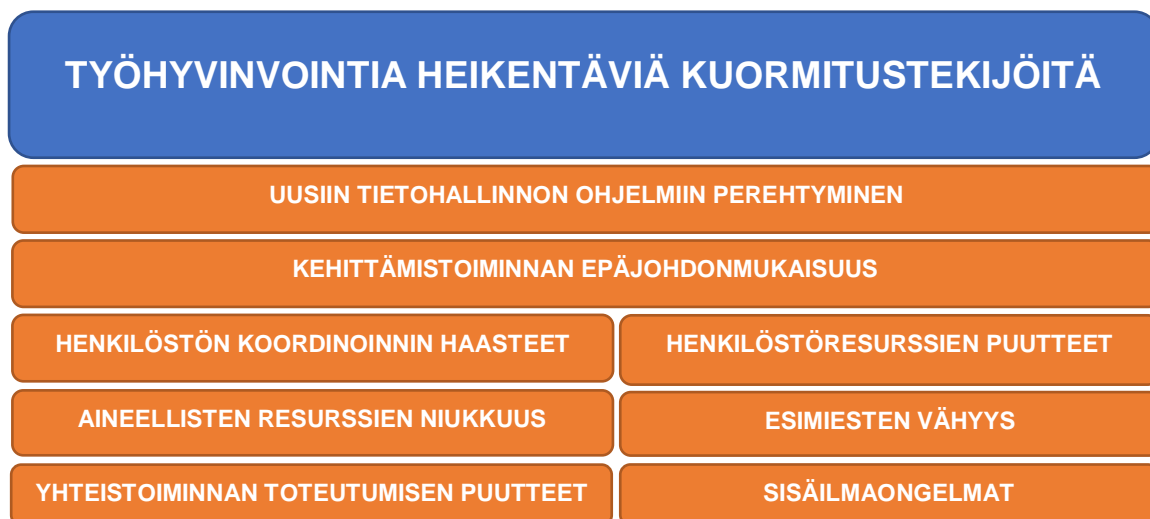 TYÖHYVINVOINTIA HEIKENTÄVIÄ KUORMITUSTEKIJÖITÄ
UUSIIN TIETOHALLINNON OHJELMIIN PEREHTYMINEN
KEHITTÄMISTOIMINNAN EPÄJOHDONMUKAISUUS
HENKILÖSTÖN KOORDINOINNIN HAASTEET
HENKILÖSTÖRESURSSIEN PUUTTEET
AINEELLISTEN RESURSSIEN NIUKKUUS
ESIMIESTEN VÄHYYS
YHTEISTOIMINNAN TOTEUTUMISEN PUUTTEET
SISÄILMAONGELMAT